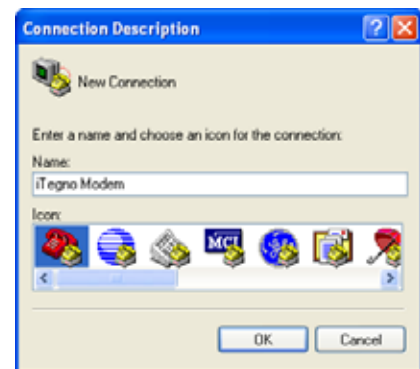 Connection Description
New Connection
Enter a name and choose an icon for the connection:
Name:
iTegno Modem
Icon:
MCI
OK
Cancel